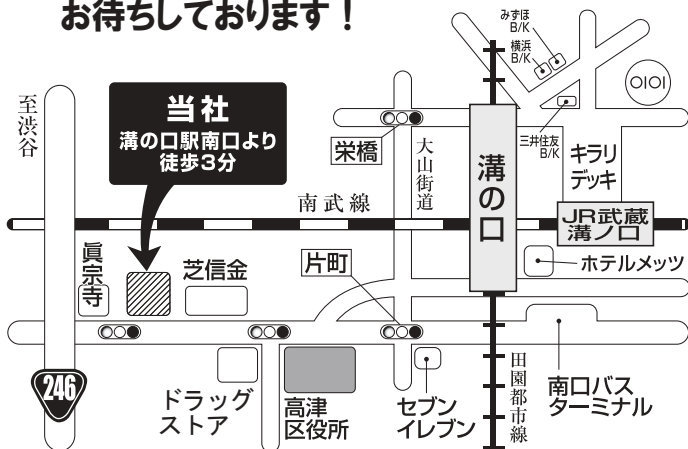 お待ちしております！
みずほ
B/K
横浜
B/K
0101
三井住友
B/K
至渋谷
当社
溝の口駅南口より
徒歩3分
栄橋
大山街道
溝の口
キラリ
デッキ
南武線
JR武蔵
溝ノ口
眞宗寺
芝信金
片町
ホテルメッツ
246
ドラッグ
ストア
高津
区役所
セブン
イレブン
田園都市線
南口バス
ターミナル